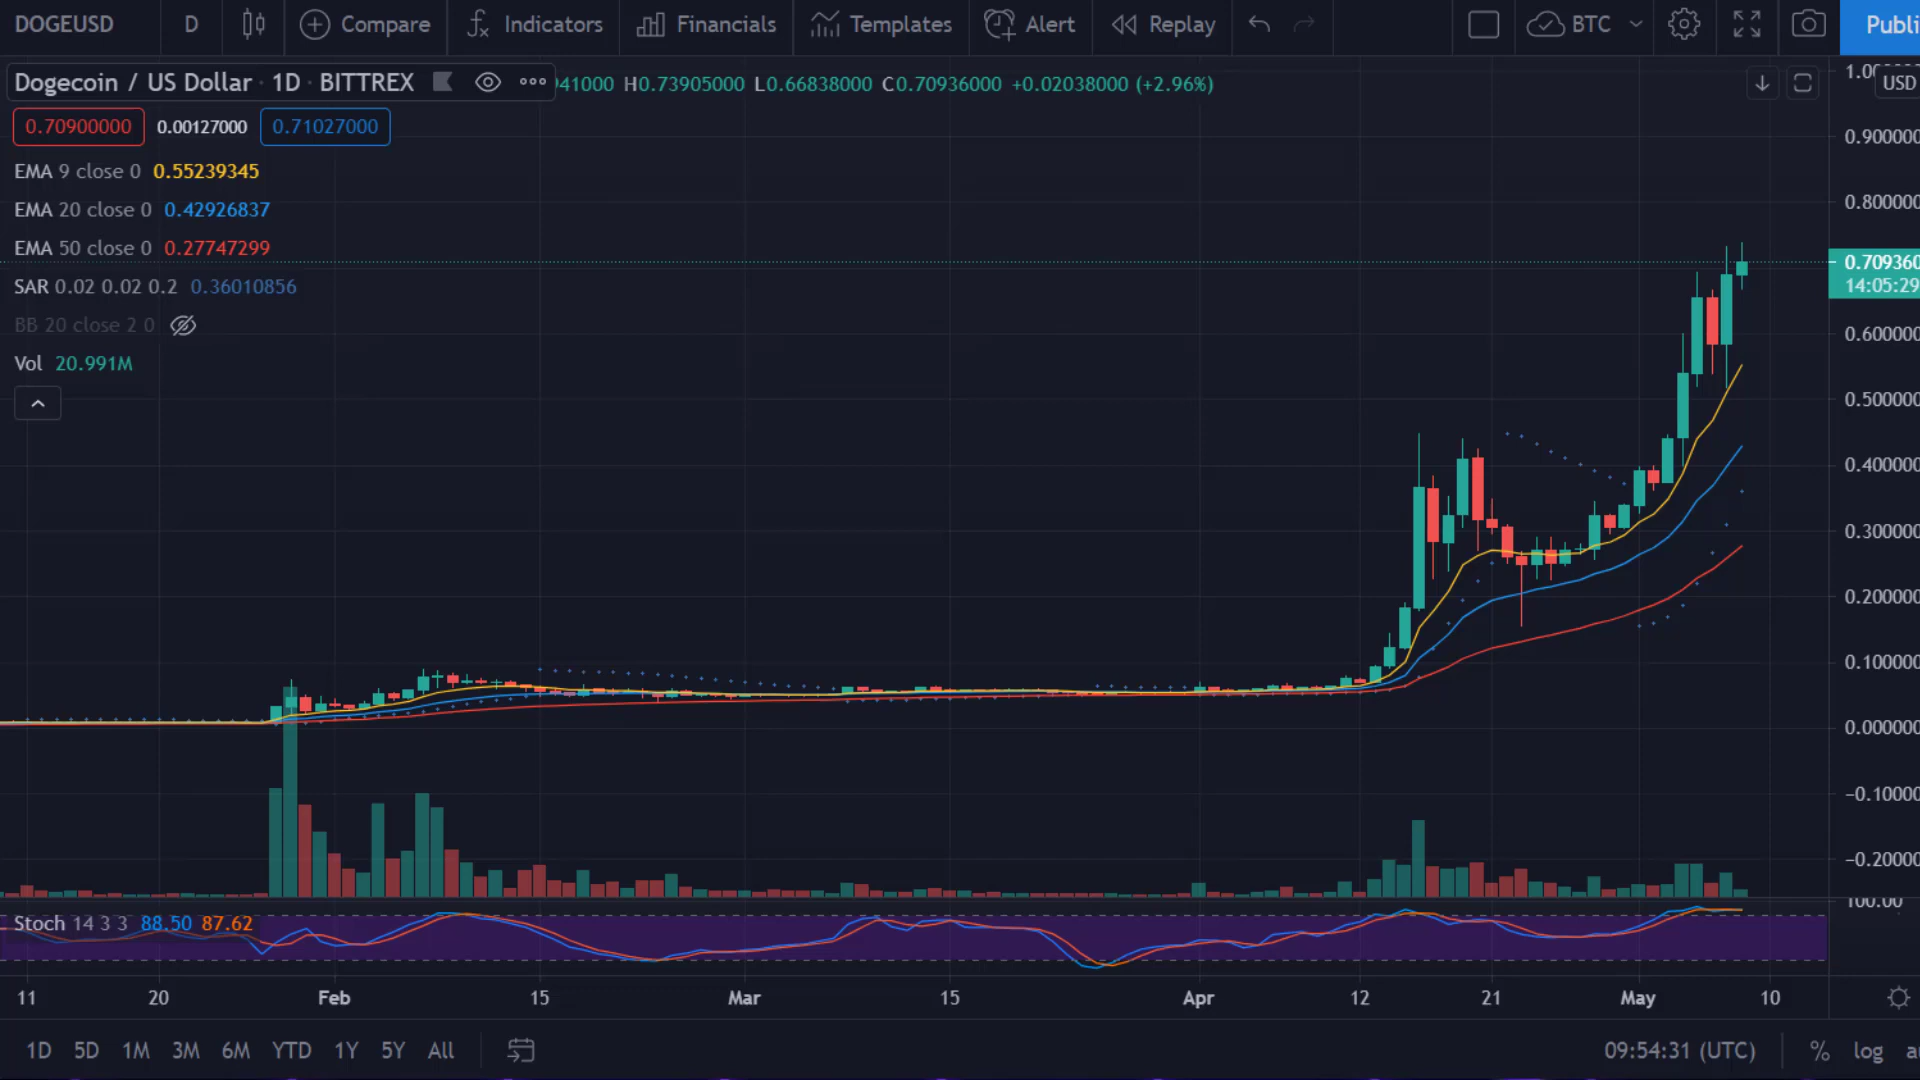 DOGEUSD D Compare Indicators Financials Templates Alert Replay BTC Publi
Dogecoin / US Dollar · 1D · BITTREX 941000 H0.73905000 L0.66838000 C0.70936000 +0.02038000 (+2.96%)
USD
0.70900000 0.00127000 0.71027000
EMA 9 close 0 0.55239345
EMA 20 close 0 0.42926837
EMA 50 close 0 0.27747299
SAR 0.02 0.02 0.2 0.36010856
BB 20 close 2 0
Vol 20.991M
0.900000
0.800000
0.709360
14:05:29
0.600000
0.500000
0.400000
0.300000
0.200000
0.100000
0.000000
−0.10000
−0.20000
100.00
Stoch 14 3 3 88.50 87.62
11 20 Feb 15 Mar 15 Apr 12 21 May 10
1D 5D 1M 3M 6M YTD 1Y 5Y All 09:54:31 (UTC) % log